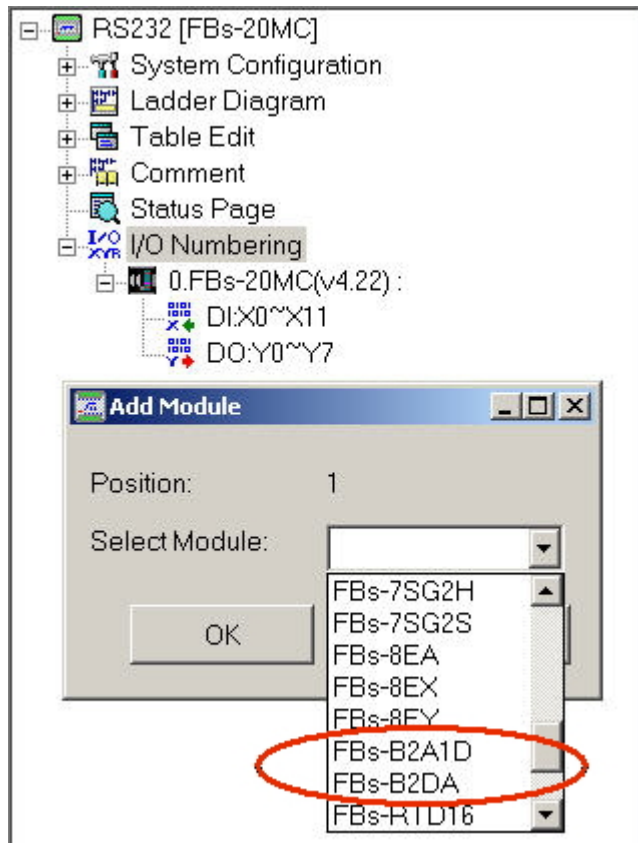 RS232 [FBs-20MC]
System Configuration
Ladder Diagram
Table Edit
Comment
Status Page
I/O Numbering
0.FBs-20MC(v4.22) :
DI:X0~X11
DO:Y0~Y7
Add Module
Position: 1
Select Module:
FBs-7SG2H
FBs-7SG2S
FBs-8EA
FBs-8EX
FBs-8EY
FBs-B2A1D
FBs-B2DA
FBs-RTD16
OK